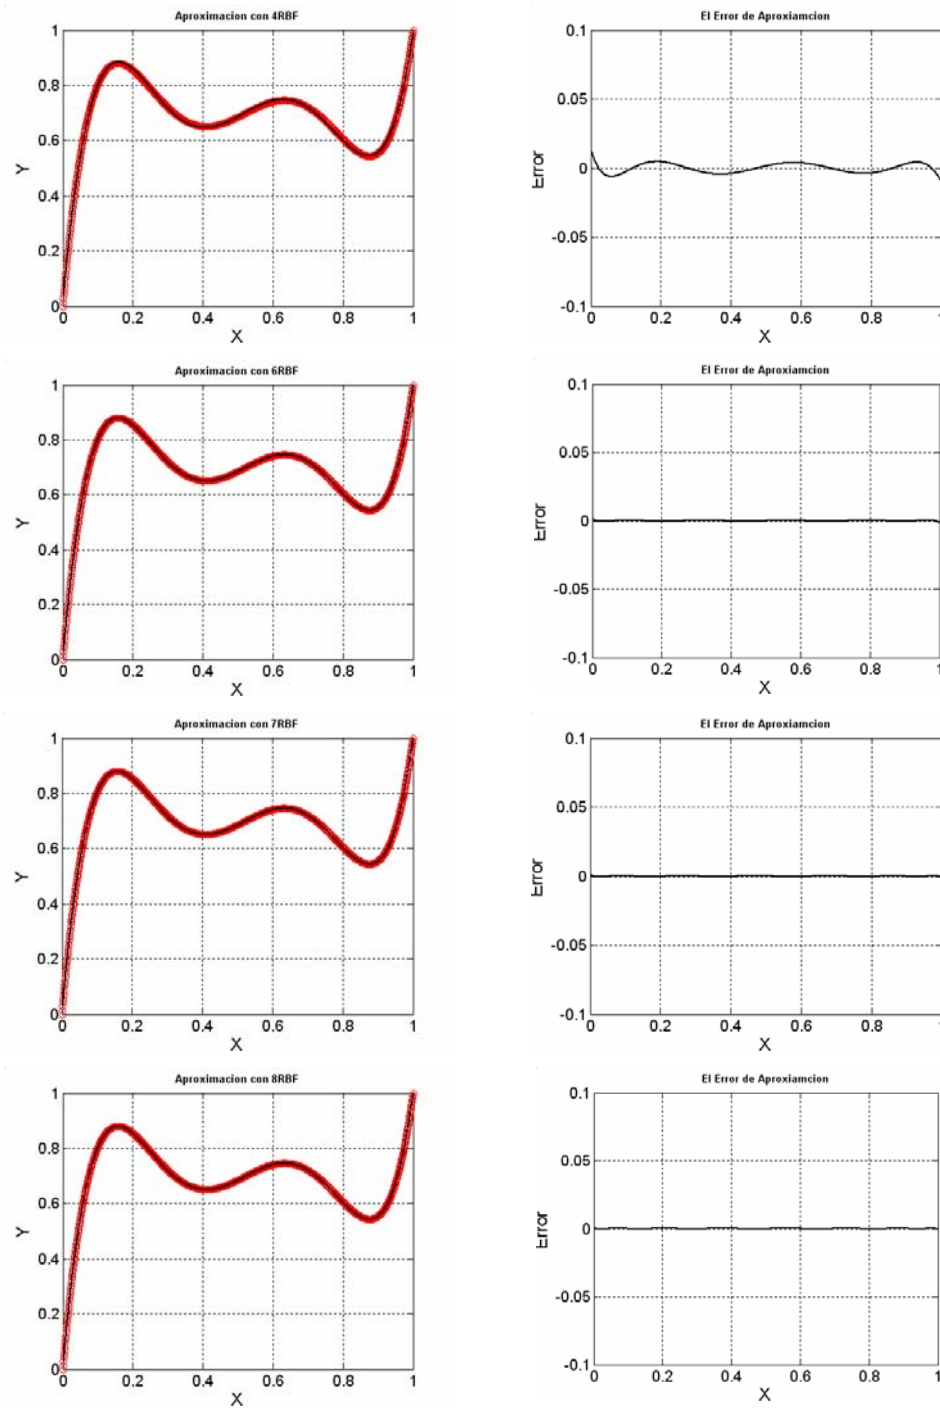 Aproximacion con 4RBF
1
0.8
0.6
Y
0.4
0.2
0
0 0.2 0.4 0.6 0.8 1
X
El Error de Aproxiamcion
0.1
0.05
0
Error
-0.05
-0.1
0 0.2 0.4 0.6 0.8 1
X
Aproximacion con 6RBF
1
0.8
0.6
Y
0.4
0.2
0
0 0.2 0.4 0.6 0.8 1
X
El Error de Aproxiamcion
0.1
0.05
0
Error
-0.05
-0.1
0 0.2 0.4 0.6 0.8 1
X
Aproximacion con 7RBF
1
0.8
0.6
Y
0.4
0.2
0
0 0.2 0.4 0.6 0.8 1
X
El Error de Aproxiamcion
0.1
0.05
0
Error
-0.05
-0.1
0 0.2 0.4 0.6 0.8 1
X
Aproximacion con 8RBF
1
0.8
0.6
Y
0.4
0.2
0
0 0.2 0.4 0.6 0.8 1
X
El Error de Aproxiamcion
0.1
0.05
0
Error
-0.05
-0.1
0 0.2 0.4 0.6 0.8 1
X